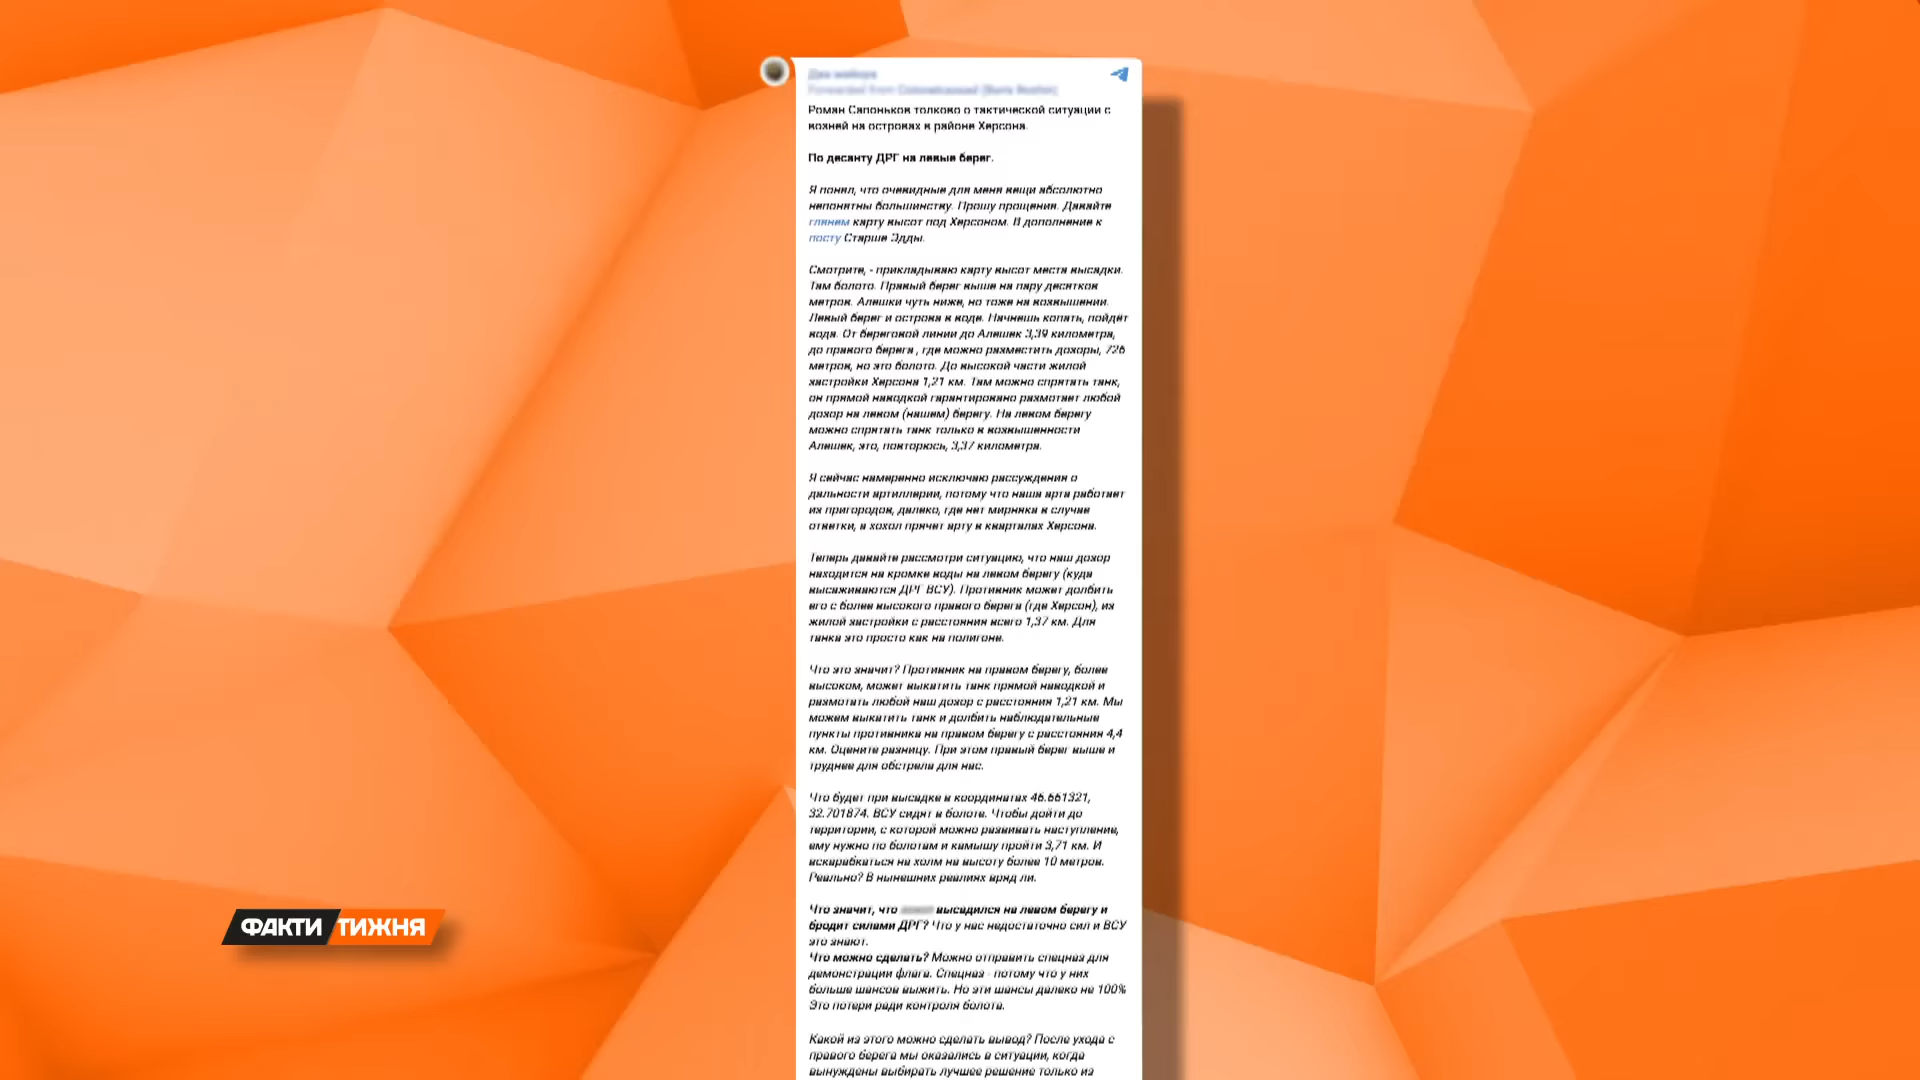 Два майора
Forwarded from Colonelcassad (Boris Rozhin)
Роман Сапоньков толково о тактической ситуации с
возней на островах в районе Херсона.
По десанту ДРГ на левые берег.
Я понял, что очевидные для меня вещи абсолютно
непонятны большинству. Прошу прощения. Давайте
глянем карту высот под Херсоном. В дополнение к
посту Старше Эдды.
Смотрите, - прикладываю карту высот места высадки.
Там болото. Правый берег выше на пару десятков
метров. Алешки чуть ниже, но тоже на возвышении.
Левый берег и острова в воде. Начнешь копать, пойдёт
вода. От береговой линии до Алешек 3,39 километра,
до правого берега , где можно разместить дозоры, 726
метров, но это болото. До высокой части жилой
застройки Херсона 1,21 км. Там можно спрятать танк,
он прямой наводкой гарантировано размотает любой
дозор на левом (нашем) берегу. На левом берегу
можно спрятать танк только в возвышенности
Алешек, это, повторюсь, 3,37 километра.
Я сейчас намеренно исключаю рассуждения о
дальности артиллерии, потому что наша арта работает
из пригородов, далеко, где нет мирняка в случае
ответки, а хохол прячет арту в кварталах Херсона.
Теперь давайте рассмотри ситуацию, что наш дозор
находится на кромке воды на левом берегу (куда
высаживаются ДРГ ВСУ). Противник может долбить
его с более высокого правого берега (где Херсон), из
жилой застройки с расстояния всего 1,37 км. Для
танка это просто как на полигоне.
Что это значит? Противник на правом берегу, более
высоком, может выкатить танк прямой наводкой и
размотать любой наш дозор с расстояния 1,21 км. Мы
можем выкатить танк и долбить наблюдательные
пункты противника на правом берегу с расстояния 4,4
км. Оцените разницу. При этом правый берег выше и
труднее для обстрела для нас.
Что будет при высадке в координатах 46.661321,
32.701874. ВСУ сидят в болоте. Чтобы дойти до
территории, с которой можно развивать наступление,
ему нужно по болотам и камышу пройти 3,71 км. И
вскарабкаться на холм на высоту более 10 метров.
Реально? В нынешних реалиях вряд ли.
Что значит, что высадился на левом берегу и
бродит силами ДРГ? Что у нас недостаточно сил и ВСУ
это знают.
Что можно сделать? Можно отправить спецназ для
демонстрации флага. Спецназ - потому что у них
больше шансов выжить. Но эти шансы далеко не 100%
Это потери ради контроля болота.
Какой из этого можно сделать вывод? После ухода с
правого берега мы оказались в ситуации, когда
вынуждены выбирать лучшее решение только из
ФАКТИ ТИЖНЯ